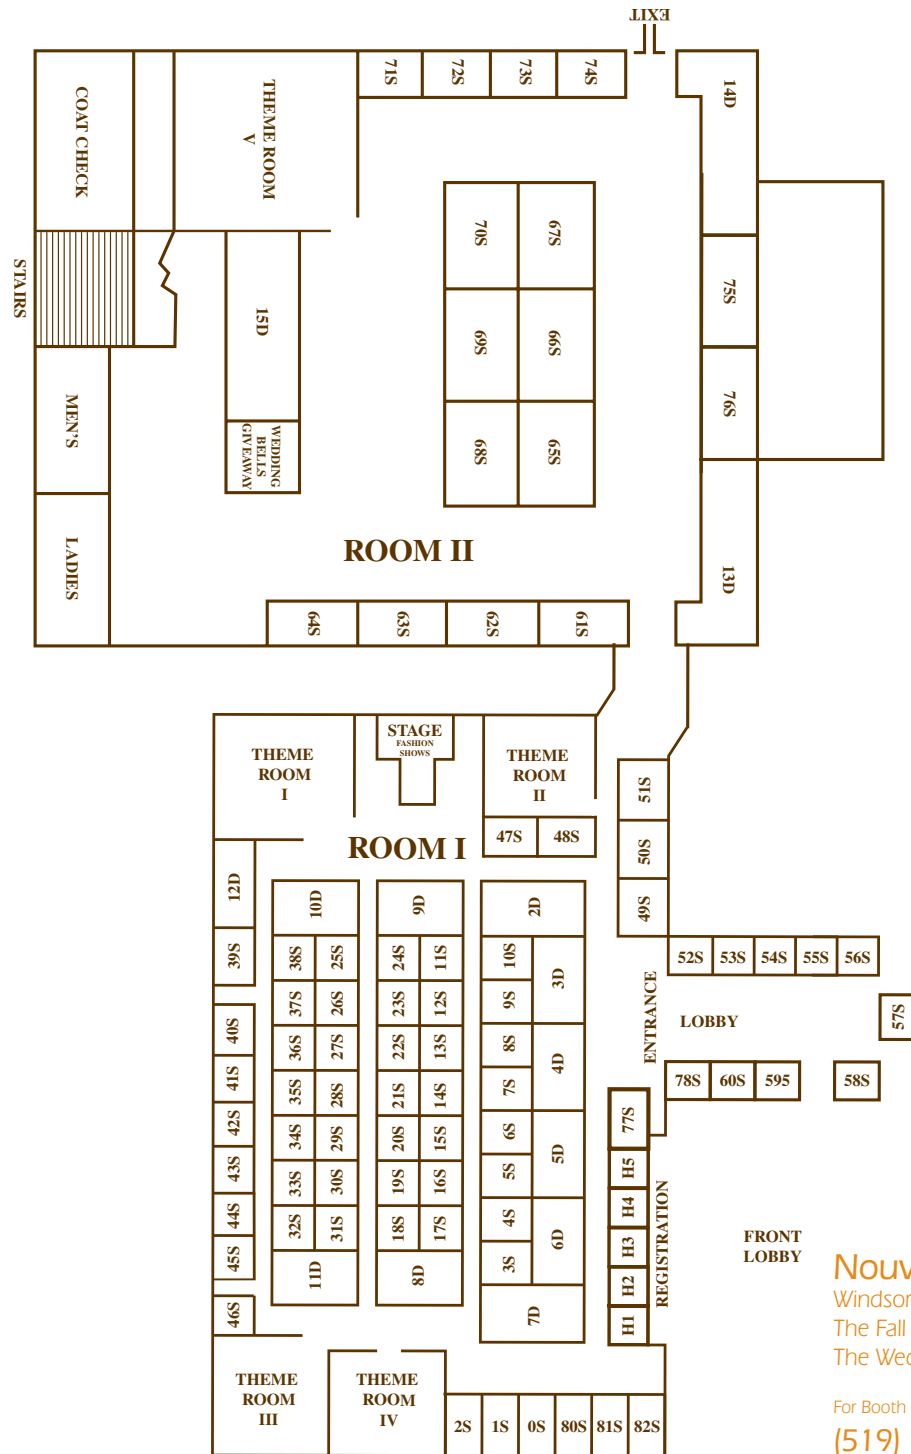 EXIT
71S
72S
73S
74S
14D
COAT CHECK
THEME ROOM
V
70S
67S
STAIRS
15D
75S
69S
66S
76S
MEN'S
WEDDING
BELLS
GIVEAWAY
68S
65S
LADIES
ROOM II
13D
64S
63S
62S
61S
THEME
ROOM
I
STAGE
FASHION
SHOWS
THEME
ROOM
II
51S
47S
48S
ROOM I
50S
12D
10D
9D
2D
49S
39S
38S
25S
24S
11S
10S
3D
52S
53S
54S
55S
56S
37S
26S
23S
12S
9S
40S
ENTRANCE
LOBBY
57S
36S
27S
22S
13S
8S
4D
41S
35S
28S
21S
14S
7S
78S
60S
595
58S
42S
34S
29S
20S
15S
6S
5D
77S
43S
33S
30S
19S
16S
5S
H5
44S
32S
31S
18S
17S
4S
6D
H4
REGISTRATION
45S
3S
H3
FRONT
LOBBY
11D
8D
H2
46S
7D
H1
Nouv
Windsor
The Fall
The Wed
THEME
ROOM
III
THEME
ROOM
IV
2S
1S
0S
80S
81S
82S
For Booth
(519)